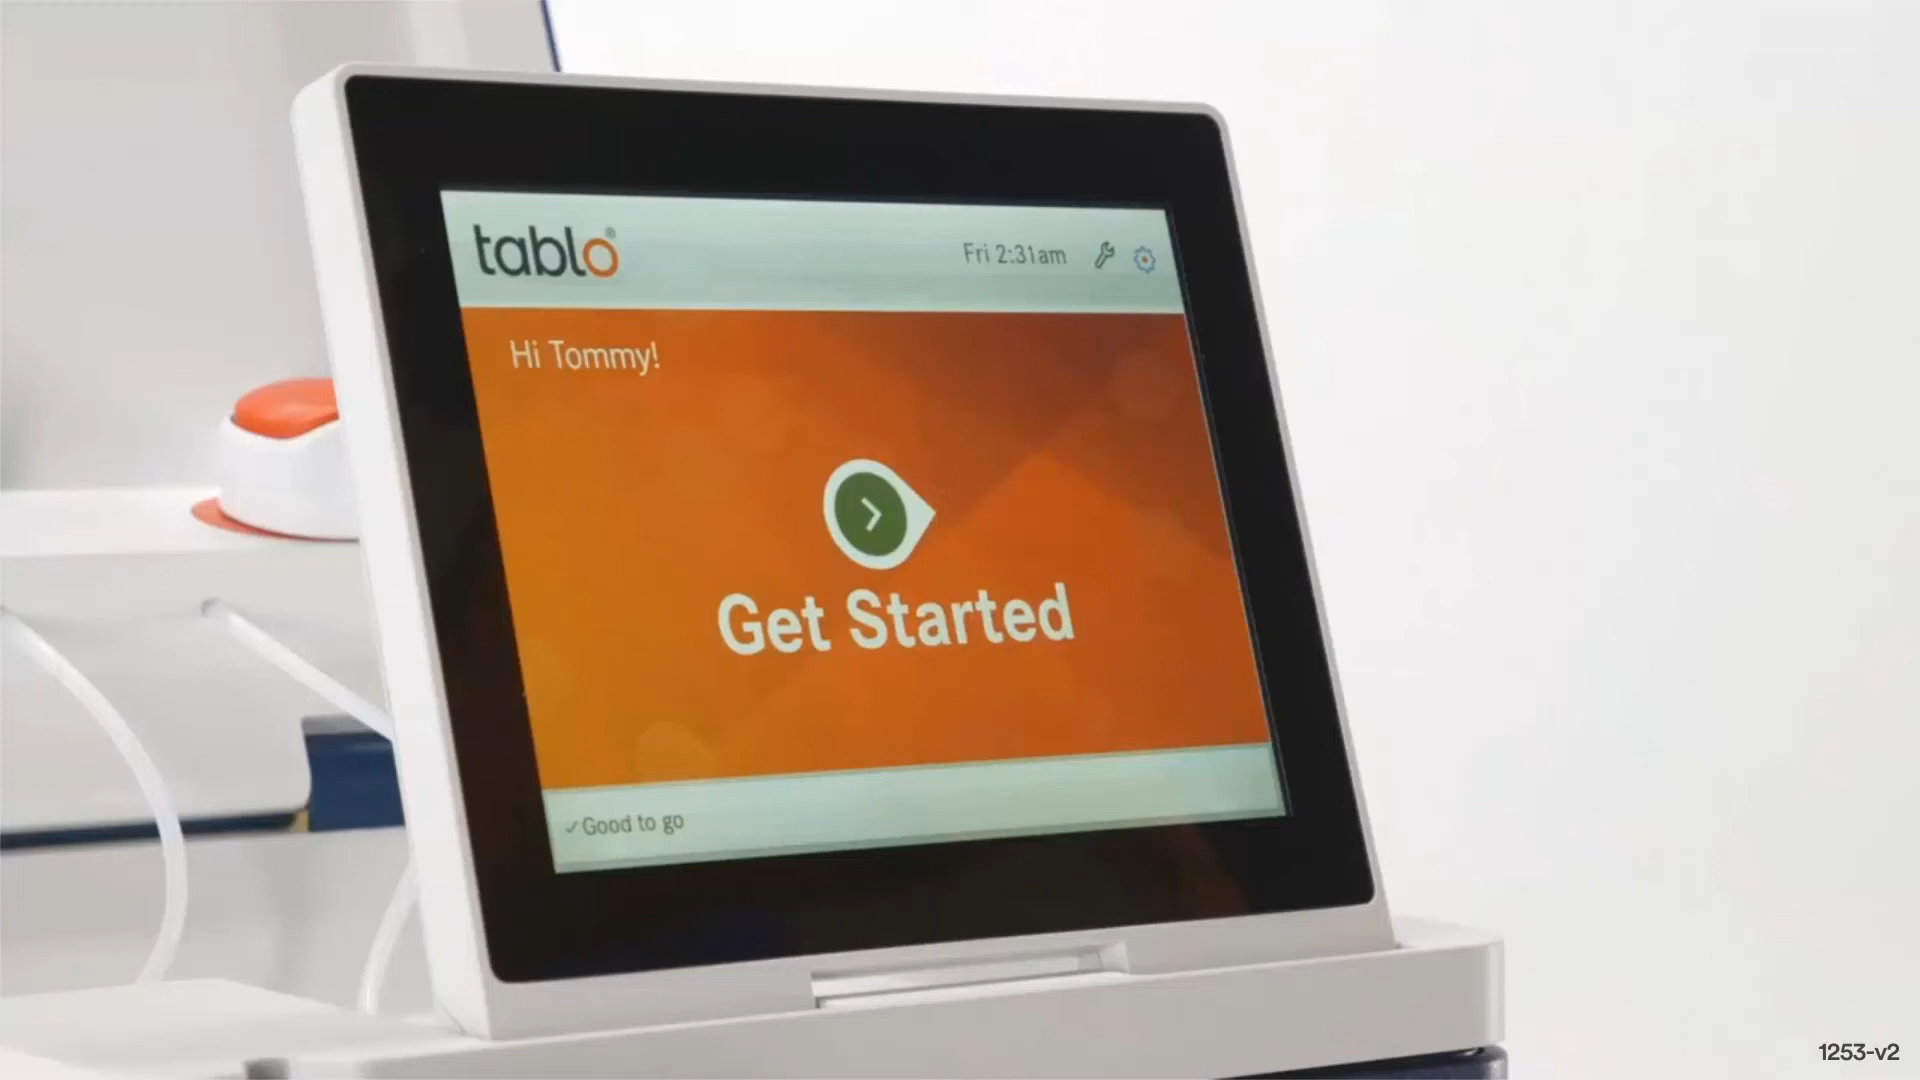 tablo®
Fri 2:31am
Hi Tommy!
Get Started
✓Good to go
1253-v2